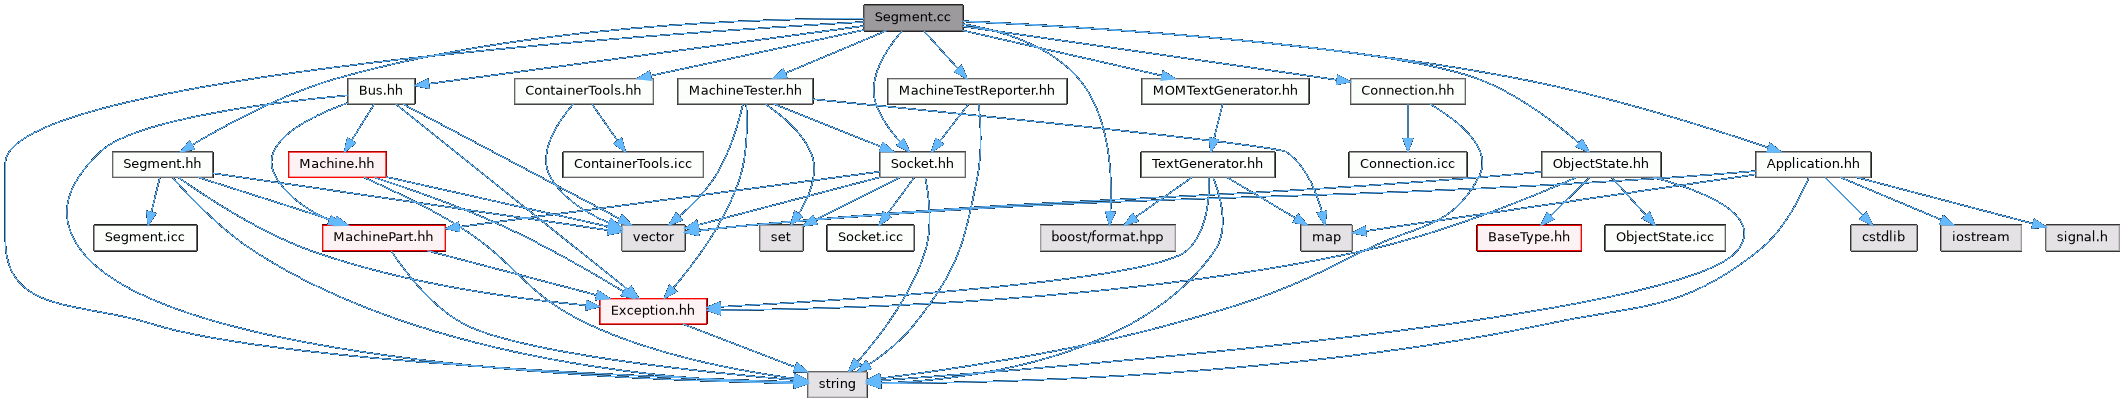 Segment.cc
Bus.hh
ContainerTools.hh
MachineTester.hh
MachineTestReporter.hh
MOMTextGenerator.hh
Connection.hh
Segment.hh
Machine.hh
ContainerTools.icc
Socket.hh
TextGenerator.hh
Connection.icc
ObjectState.hh
Application.hh
Segment.icc
MachinePart.hh
vector
set
Socket.icc
boost/format.hpp
map
BaseType.hh
ObjectState.icc
cstdlib
iostream
signal.h
Exception.hh
string